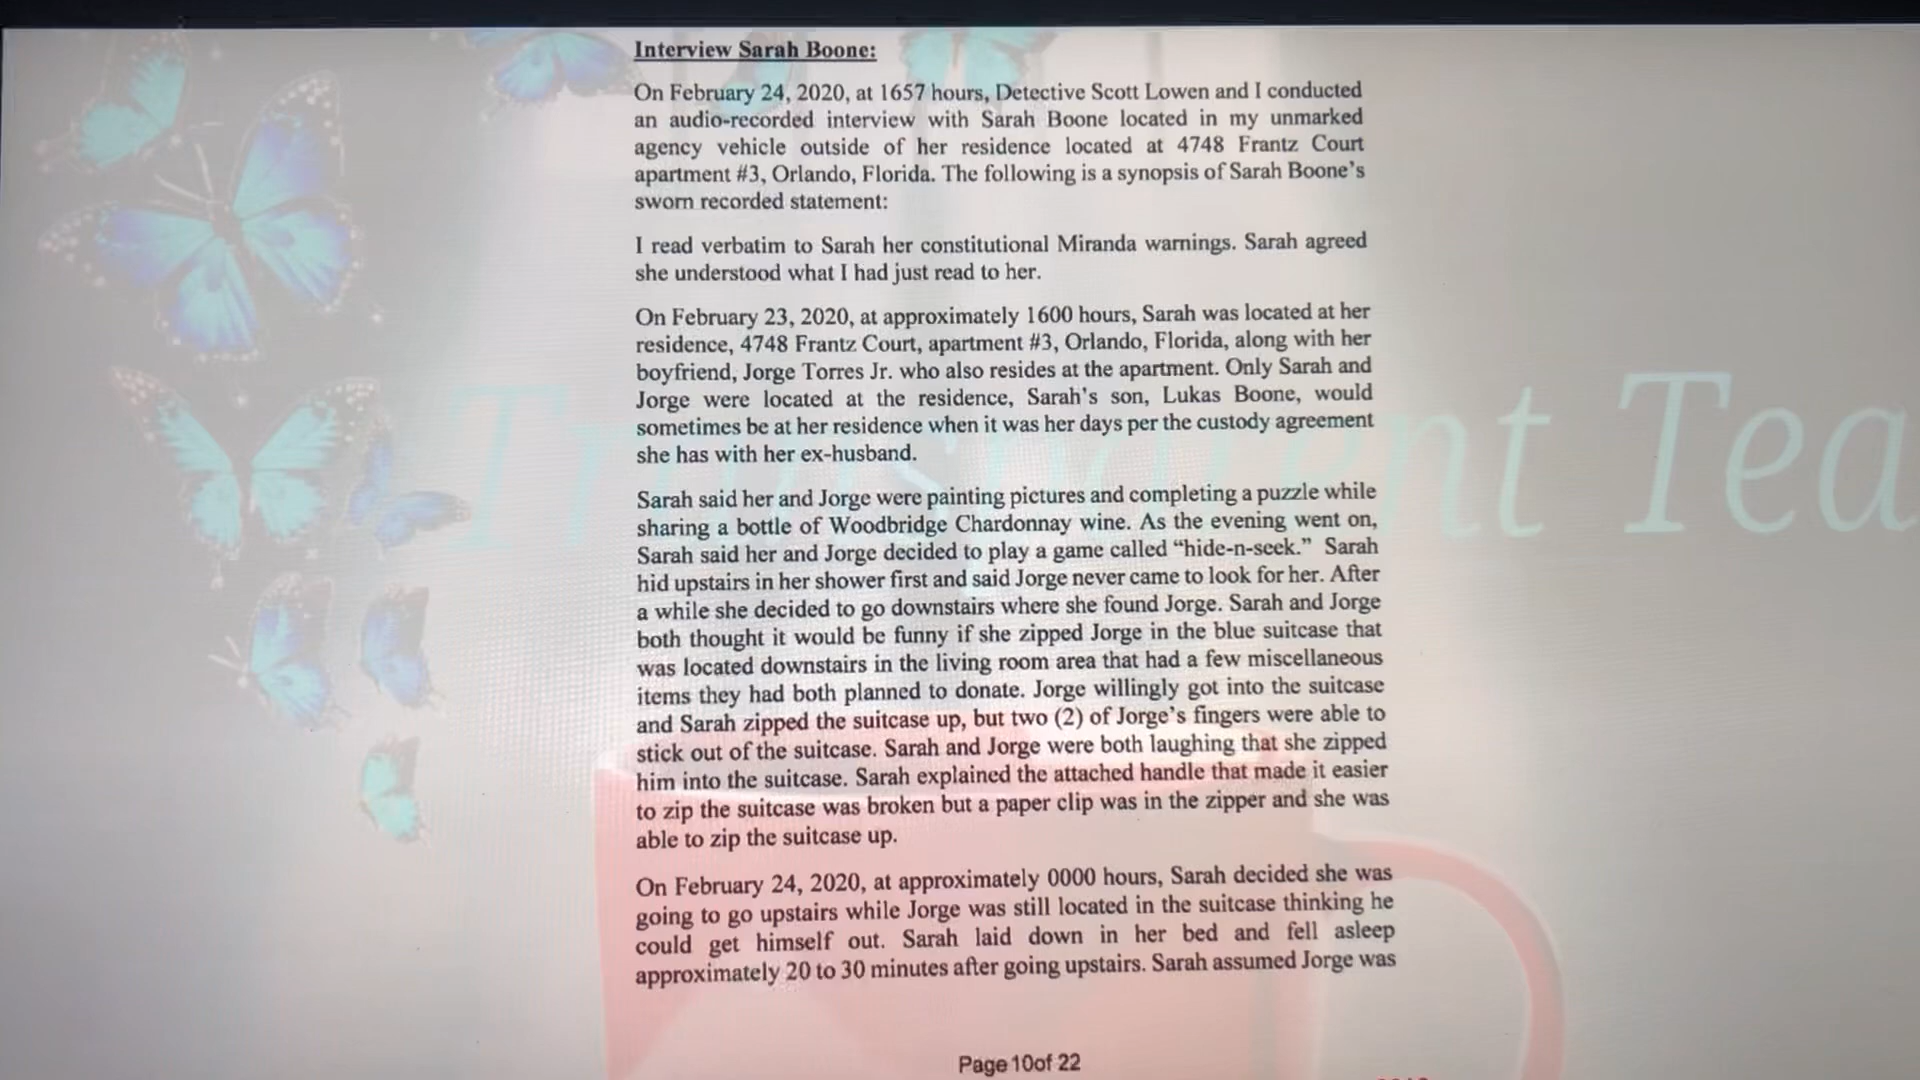 Interview Sarah Boone:
On February 24, 2020, at 1657 hours, Detective Scott Lowen and I conducted
an audio-recorded interview with Sarah Boone located in my unmarked
agency vehicle outside of her residence located at 4748 Frantz Court
apartment #3, Orlando, Florida. The following is a synopsis of Sarah Boone's
sworn recorded statement:
I read verbatim to Sarah her constitutional Miranda warnings. Sarah agreed
she understood what I had just read to her.
On February 23, 2020, at approximately 1600 hours, Sarah was located at her
residence, 4748 Frantz Court, apartment #3, Orlando, Florida, along with her
boyfriend, Jorge Torres Jr. who also resides at the apartment. Only Sarah and
Jorge were located at the residence, Sarah's son, Lukas Boone, would
sometimes be at her residence when it was her days per the custody agreement
she has with her ex-husband.
Sarah said her and Jorge were painting pictures and completing a puzzle while
sharing a bottle of Woodbridge Chardonnay wine. As the evening went on,
Sarah said her and Jorge decided to play a game called “hide-n-seek.” Sarah
hid upstairs in her shower first and said Jorge never came to look for her. After
a while she decided to go downstairs where she found Jorge. Sarah and Jorge
both thought it would be funny if she zipped Jorge in the blue suitcase that
was located downstairs in the living room area that had a few miscellaneous
items they had both planned to donate. Jorge willingly got into the suitcase
and Sarah zipped the suitcase up, but two (2) of Jorge's fingers were able to
stick out of the suitcase. Sarah and Jorge were both laughing that she zipped
him into the suitcase. Sarah explained the attached handle that made it easier
to zip the suitcase was broken but a paper clip was in the zipper and she was
able to zip the suitcase up.
On February 24, 2020, at approximately 0000 hours, Sarah decided she was
going to go upstairs while Jorge was still located in the suitcase thinking he
could get himself out. Sarah laid down in her bed and fell asleep
approximately 20 to 30 minutes after going upstairs. Sarah assumed Jorge was
Page 10of 22
Transparent Tea